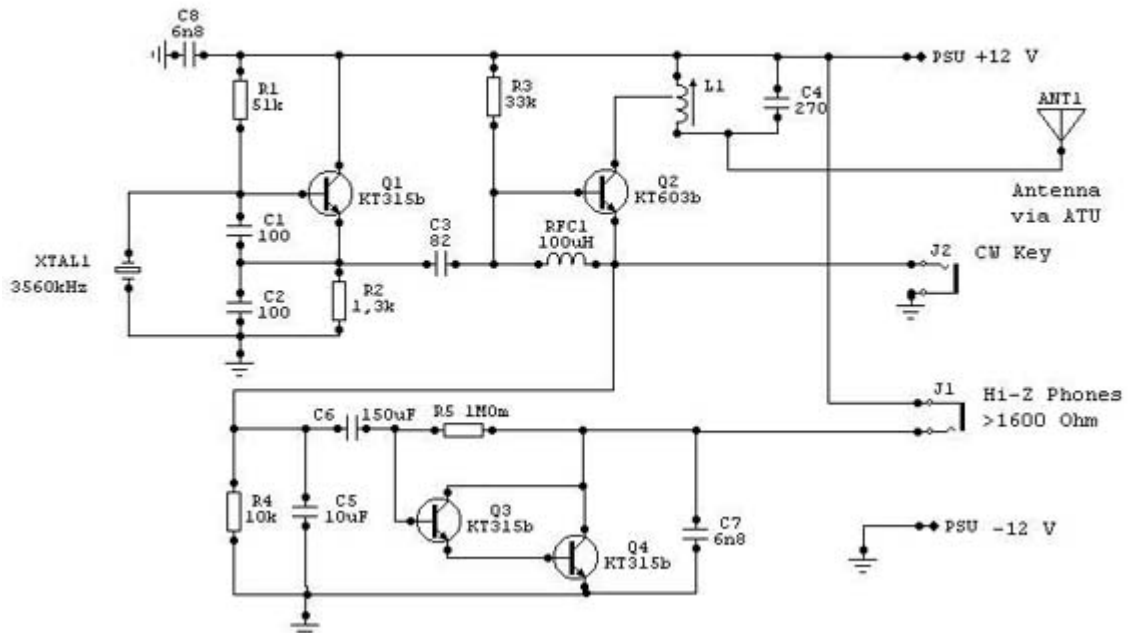 C8
6n8
PSU +12 V
R1
51k
R3
33k
L1
C4
270
ANT1
Q1
KT315b
Q2
KT603b
Antenna
via ATU
C1
100
C3
82
RFC1
100uH
J2
CW Key
XTAL1
3560kHz
C2
100
R2
1,3k
J1
Hi-Z Phones
>1600 Ohm
C6
150uF
R5 1M0m
R4
10k
C5
10uF
Q3
KT315b
Q4
KT315b
C7
6n8
PSU -12 V